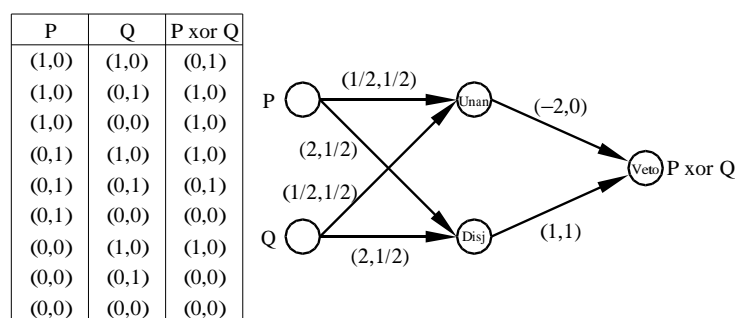 P Q P xor Q
(1,0) (1,0) (0,1)
(1,0) (0,1) (1,0)
(1,0) (0,0) (1,0)
(0,1) (1,0) (1,0)
(0,1) (0,1) (0,1)
(0,1) (0,0) (0,0)
(0,0) (1,0) (1,0)
(0,0) (0,1) (0,0)
(0,0) (0,0) (0,0)
(1/2,1/2)
P
Unan
(−2,0)
(2,1/2)
Veto
P xor Q
(1/2,1/2)
Q
Disj
(1,1)
(2,1/2)